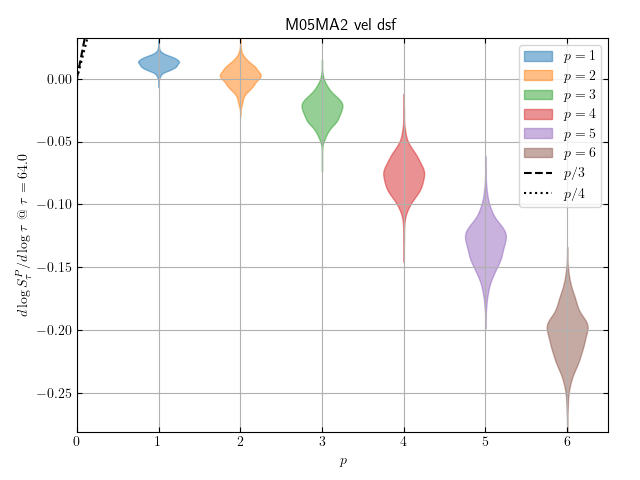 M05MA2 vel dsf
d log S_τ^P / d log τ @ τ = 64.0
0.00
−0.05
−0.10
−0.15
−0.20
−0.25
0 1 2 3 4 5 6
p
p = 1
p = 2
p = 3
p = 4
p = 5
p = 6
p/3
p/4